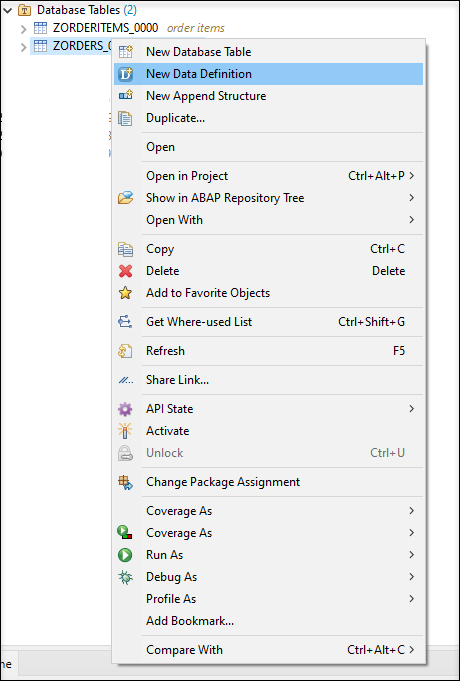 Database Tables (2)
ZORDERITEMS_0000 order items
ZORDERS_0
New Database Table
New Data Definition
New Append Structure
Duplicate...
Open
Open in Project Ctrl+Alt+P >
Show in ABAP Repository Tree >
Open With >
Copy Ctrl+C
Delete Delete
Add to Favorite Objects
Get Where-used List Ctrl+Shift+G
Refresh F5
Share Link...
API State >
Activate
Unlock Ctrl+U
Change Package Assignment
Coverage As >
Coverage As >
Run As >
Debug As >
Profile As >
Add Bookmark...
Compare With Ctrl+Alt+C >